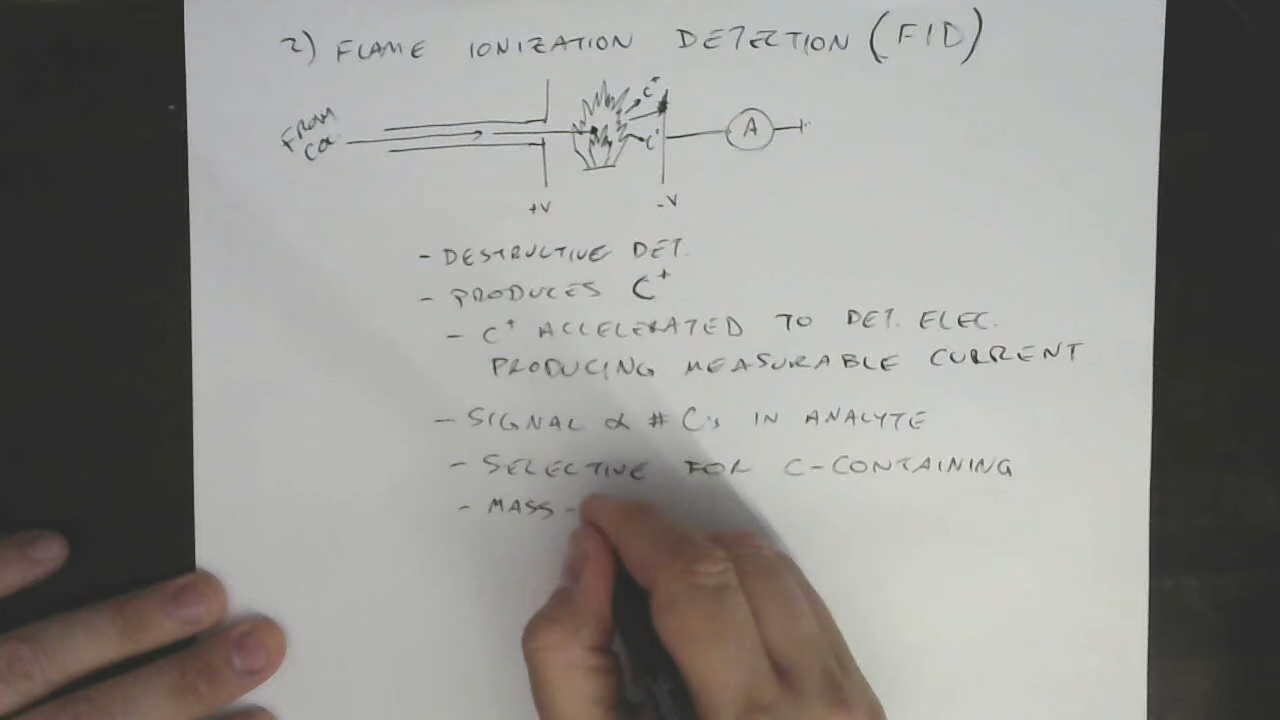 2) FLAME IONIZATION DETECTION (FID)
FROM
COL
C+
C+
A
+V
-V
- DESTRUCTIVE DET.
- PRODUCES C+
- C+ ACCELERATED TO DET. ELEC.
PRODUCING MEASURABLE CURRENT
- SIGNAL α # C's IN ANALYTE
- SELECTIVE FOR C-CONTAINING
- MASS -